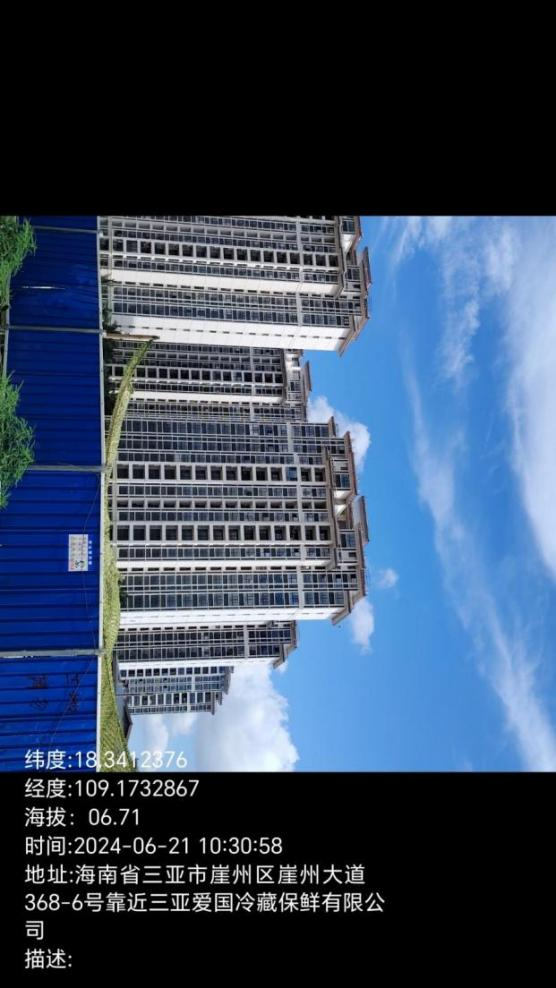 纬度:18.3412376
经度:109.1732867
海拔：06.71
时间:2024-06-21 10:30:58
地址:海南省三亚市崖州区崖州大道
368-6号靠近三亚爱国冷藏保鲜有限公
司
描述: